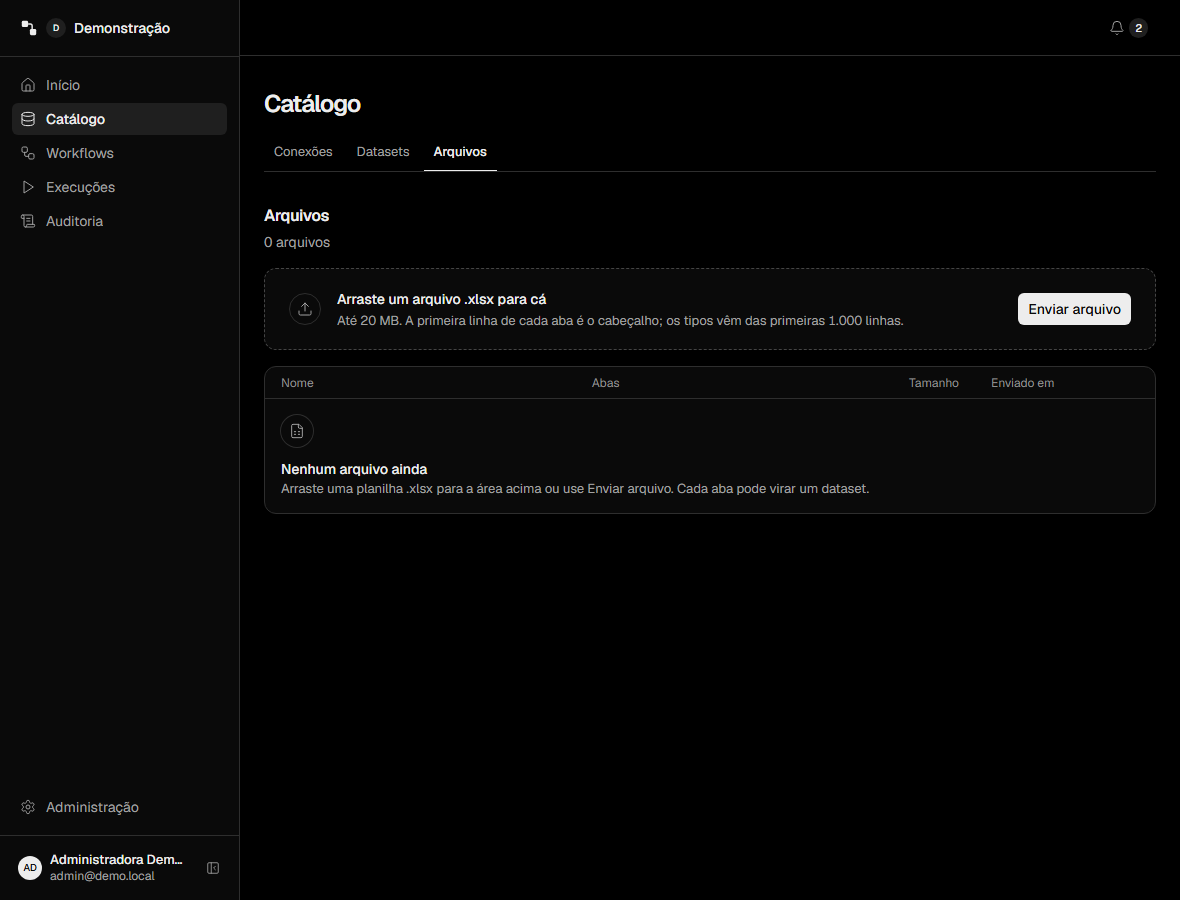 D Demonstração
2
Início
Catálogo
Workflows
Execuções
Auditoria
Catálogo
Conexões Datasets Arquivos
Arquivos
0 arquivos
Arraste um arquivo .xlsx para cá
Até 20 MB. A primeira linha de cada aba é o cabeçalho; os tipos vêm das primeiras 1.000 linhas.
Enviar arquivo
Nome Abas Tamanho Enviado em
Nenhum arquivo ainda
Arraste uma planilha .xlsx para a área acima ou use Enviar arquivo. Cada aba pode virar um dataset.
Administração
AD Administradora Dem...
admin@demo.local